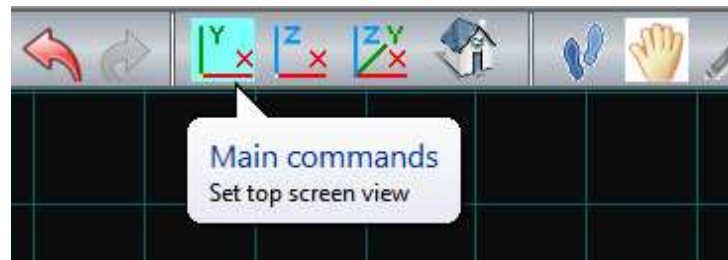 Y X Z X Z Y X
Main commands
Set top screen view